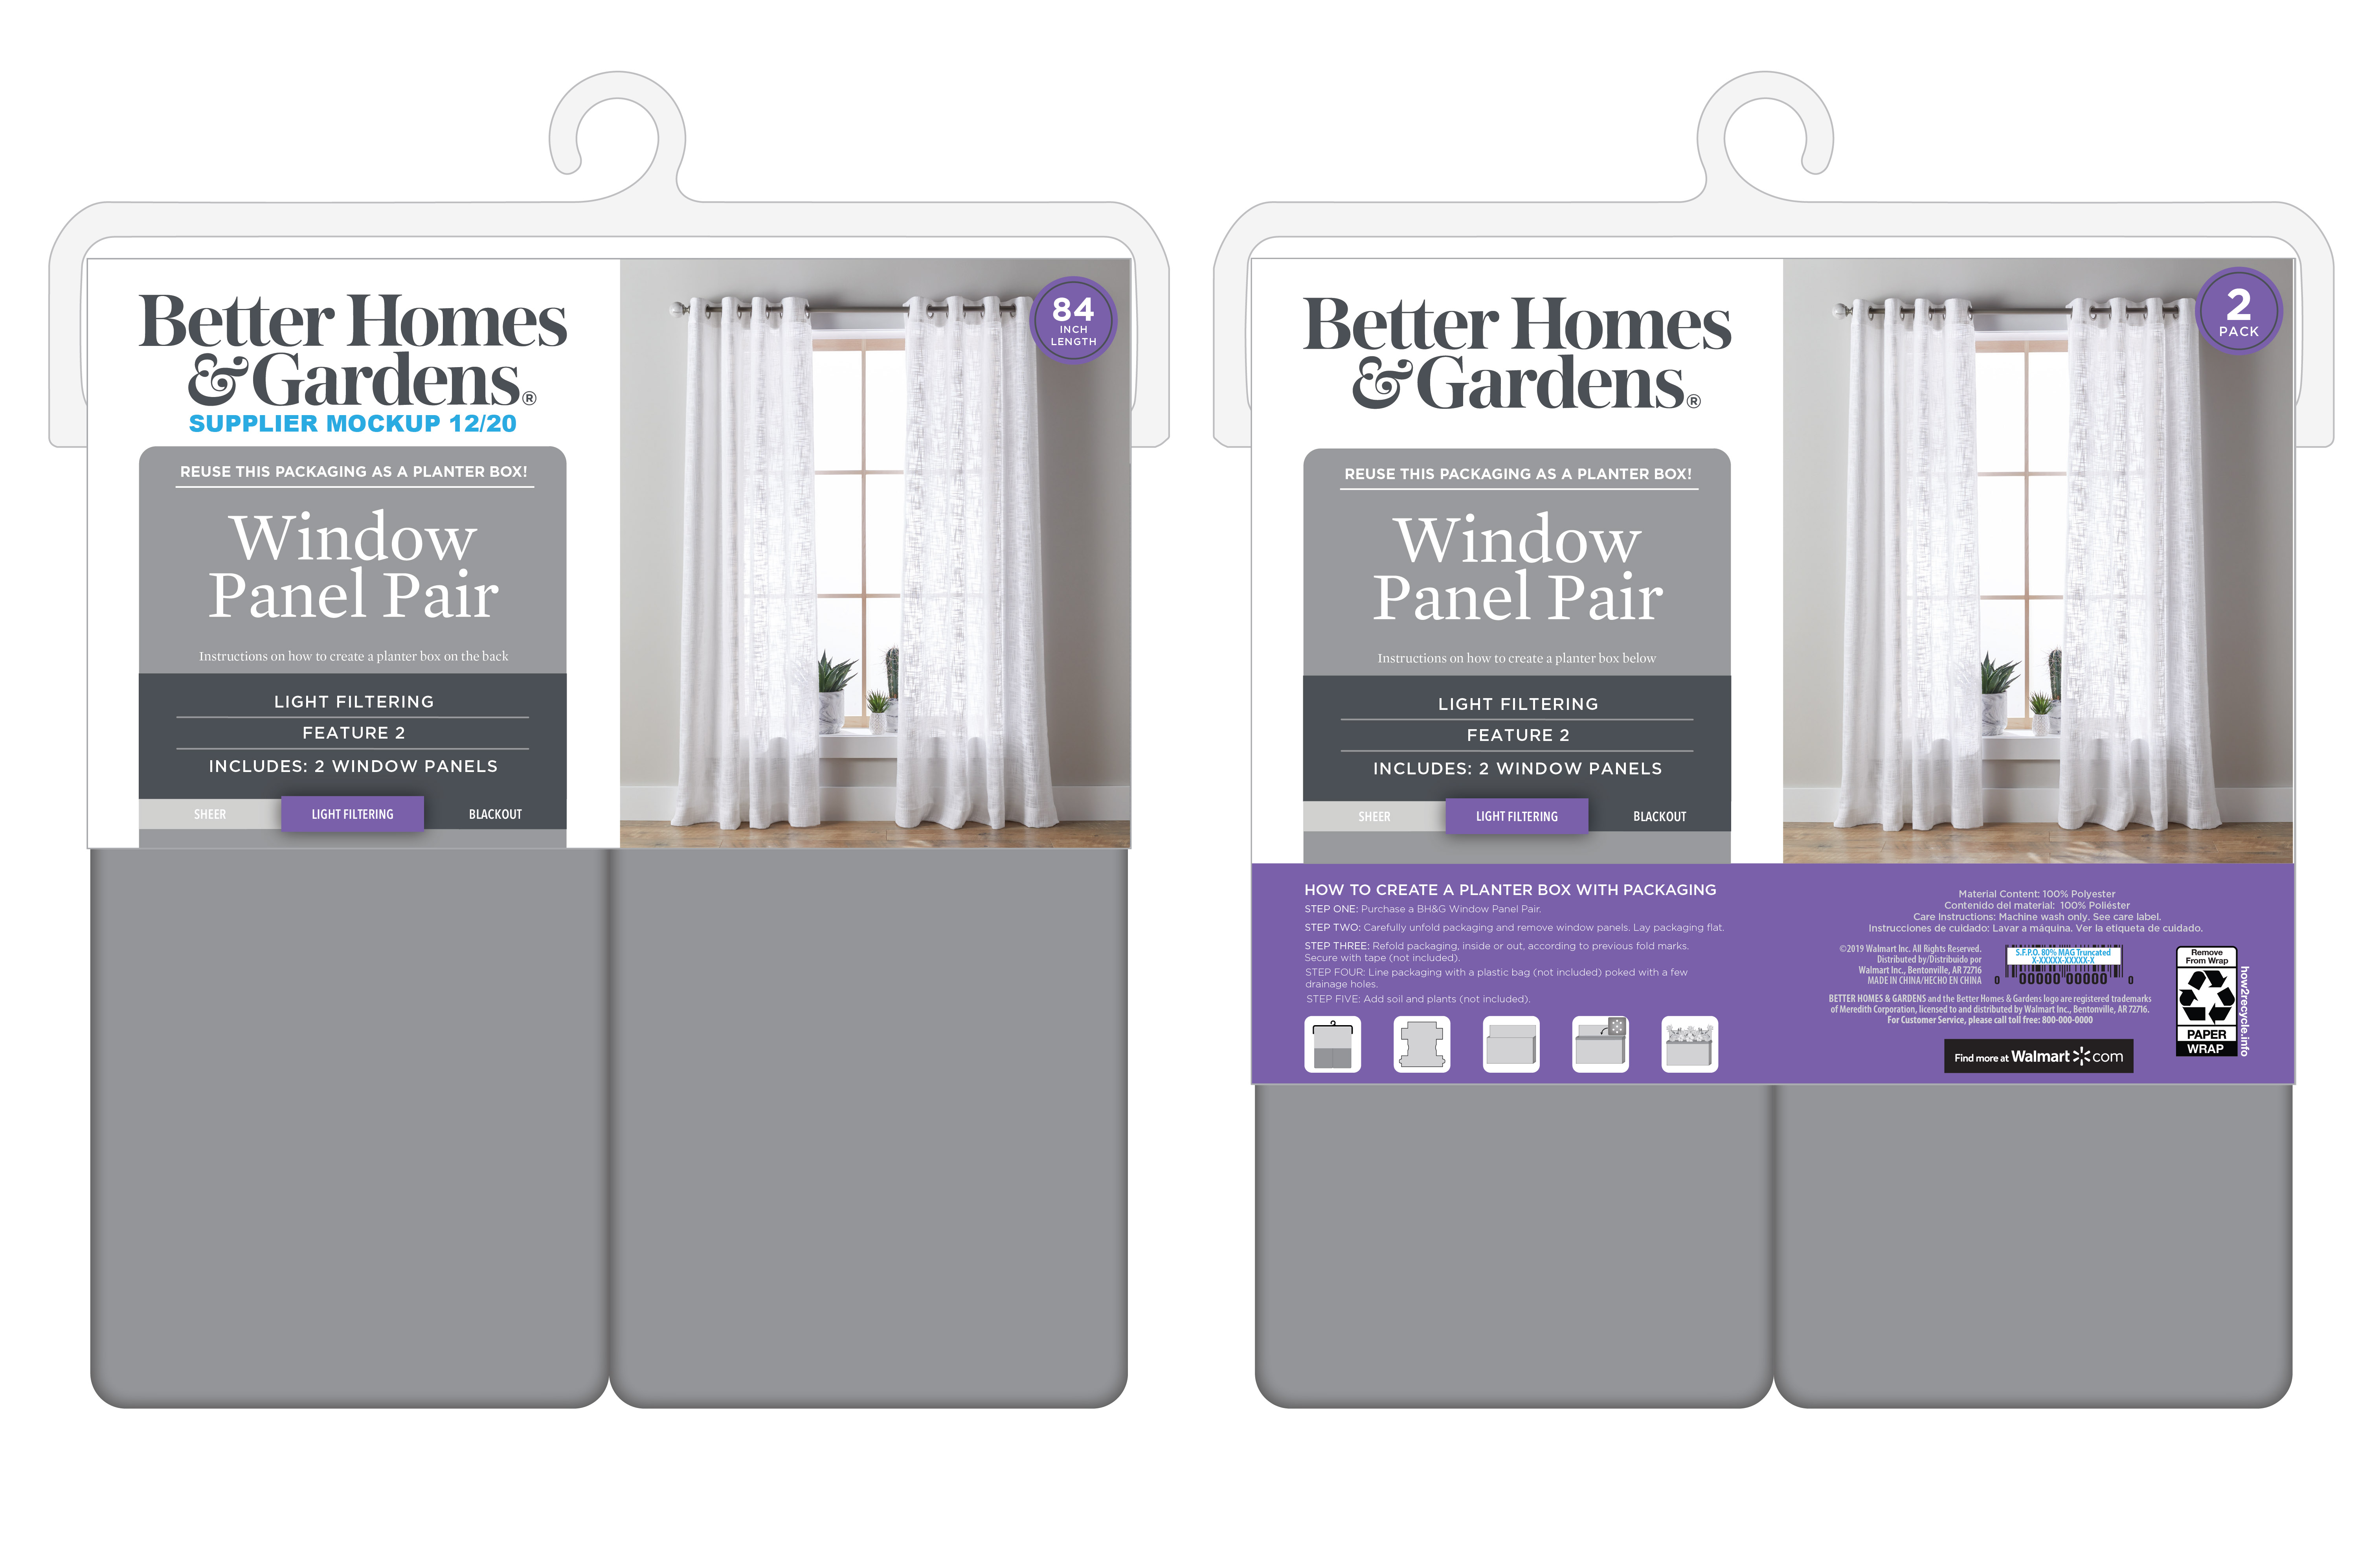 Better Homes
&Gardens®
SUPPLIER MOCKUP 12/20
REUSE THIS PACKAGING AS A PLANTER BOX!
Window
Panel Pair
Instructions on how to create a planter box on the back
LIGHT FILTERING
FEATURE 2
INCLUDES: 2 WINDOW PANELS
SHEER
LIGHT FILTERING
BLACKOUT
84
INCH
LENGTH
Better Homes
&Gardens®
REUSE THIS PACKAGING AS A PLANTER BOX!
Window
Panel Pair
Instructions on how to create a planter box below
LIGHT FILTERING
FEATURE 2
INCLUDES: 2 WINDOW PANELS
SHEER
LIGHT FILTERING
BLACKOUT
2
PACK
HOW TO CREATE A PLANTER BOX WITH PACKAGING
STEP ONE: Purchase a BH&G Window Panel Pair.
STEP TWO: Carefully unfold packaging and remove window panels. Lay packaging flat.
STEP THREE: Refold packaging, inside or out, according to previous fold marks.
Secure with tape (not included).
STEP FOUR: Line packaging with a plastic bag (not included) poked with a few
drainage holes.
STEP FIVE: Add soil and plants (not included).
Material Content: 100% Polyester
Contenido del material: 100% Poliéster
Care Instructions: Machine wash only. See care label.
Instrucciones de cuidado: Lavar a máquina. Ver la etiqueta de cuidado.
©2019 Walmart Inc. All Rights Reserved.
Distributed by/Distribuido por
Walmart Inc., Bentonville, AR 72716
MADE IN CHINA/HECHO EN CHINA
S.F.P.O. 80% MAG Truncated
X-XXXXX-XXXXX-X
0 00000 00000 0
BETTER HOMES & GARDENS and the Better Homes & Gardens logo are registered trademarks
of Meredith Corporation, licensed to and distributed by Walmart Inc., Bentonville, AR 72716.
For Customer Service, please call toll free: 800-000-0000
Find more at Walmart com
Remove
From Wrap
PAPER
WRAP
how2recycle.info